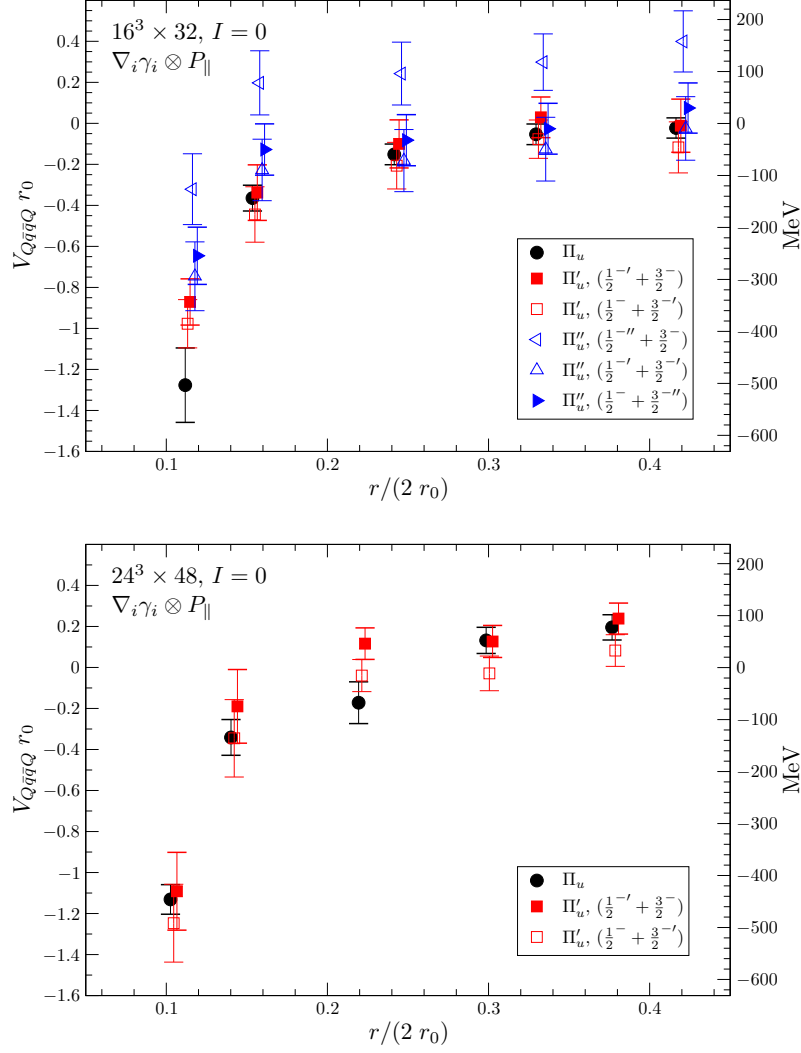 16³ × 32, I = 0
∇ᵢγᵢ ⊗ P∥
0.4
0.2
0
−0.2
−0.4
−0.6
−0.8
−1
−1.2
−1.4
−1.6
V_{Qq̄q̄Q} r₀
200
100
0
−100
−200
−300
−400
−500
−600
MeV
Π_u
Π′_u, (½⁻′ + 3/2⁻)
Π′_u, (½⁻ + 3/2⁻′)
Π″_u, (½⁻″ + 3/2⁻)
Π″_u, (½⁻′ + 3/2⁻′)
Π″_u, (½⁻ + 3/2⁻″)
0.1 0.2 0.3 0.4
r/(2 r₀)
24³ × 48, I = 0
∇ᵢγᵢ ⊗ P∥
0.4
0.2
0
−0.2
−0.4
−0.6
−0.8
−1
−1.2
−1.4
−1.6
V_{Qq̄q̄Q} r₀
200
100
0
−100
−200
−300
−400
−500
−600
MeV
Π_u
Π′_u, (½⁻′ + 3/2⁻)
Π′_u, (½⁻ + 3/2⁻′)
0.1 0.2 0.3 0.4
r/(2 r₀)